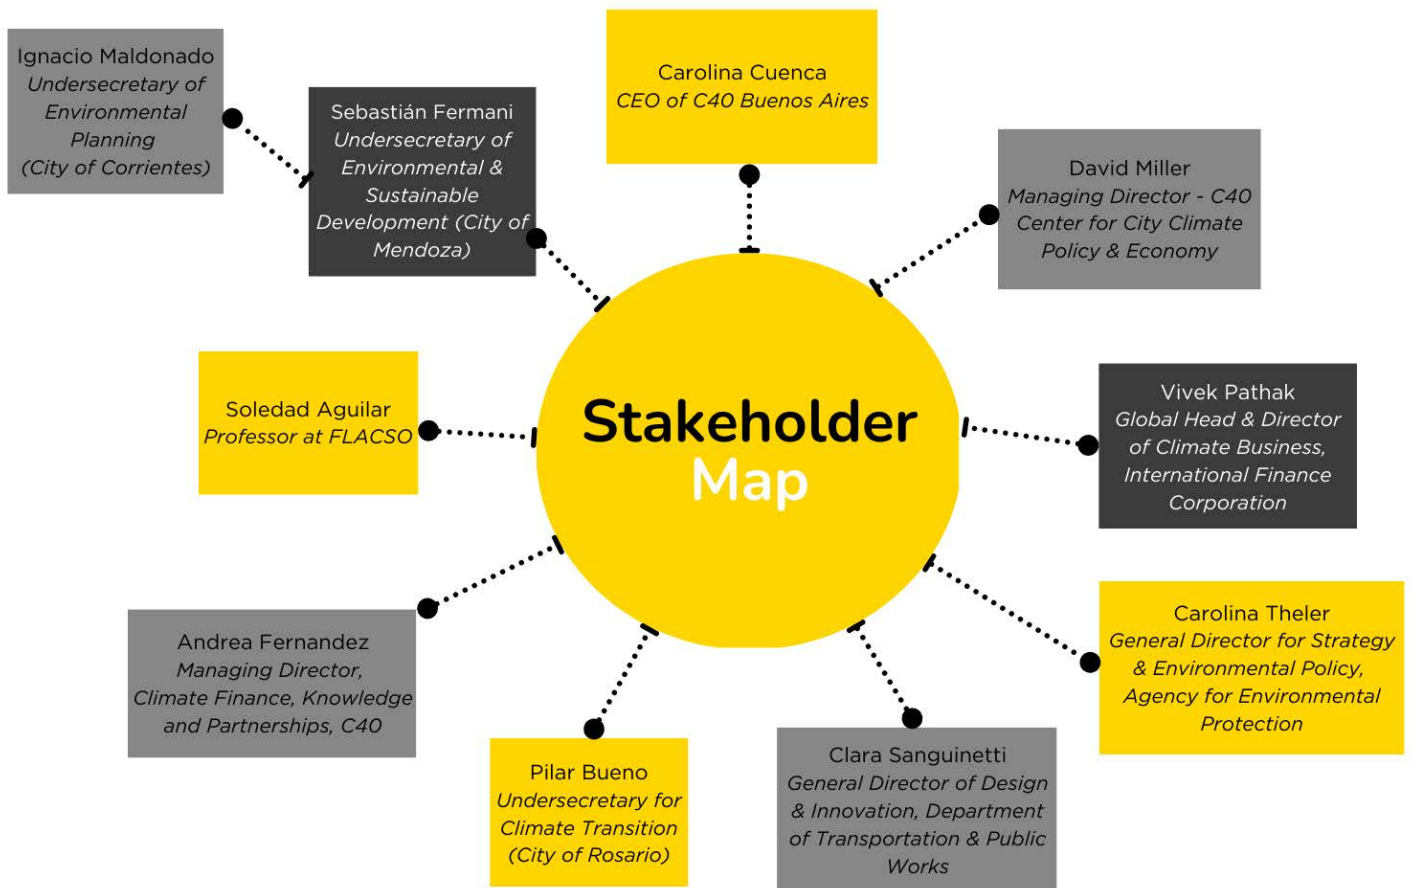 Ignacio Maldonado
Undersecretary of
Environmental
Planning
(City of Corrientes)
Sebastián Fermani
Undersecretary of
Environmental &
Sustainable
Development (City of
Mendoza)
Carolina Cuenca
CEO of C40 Buenos Aires
David Miller
Managing Director - C40
Center for City Climate
Policy & Economy
Soledad Aguilar
Professor at FLACSO
Stakeholder
Map
Vivek Pathak
Global Head & Director
of Climate Business,
International Finance
Corporation
Andrea Fernandez
Managing Director,
Climate Finance, Knowledge
and Partnerships, C40
Pilar Bueno
Undersecretary for
Climate Transition
(City of Rosario)
Clara Sanguinetti
General Director of Design
& Innovation, Department
of Transportation & Public
Works
Carolina Theler
General Director for Strategy
& Environmental Policy,
Agency for Environmental
Protection